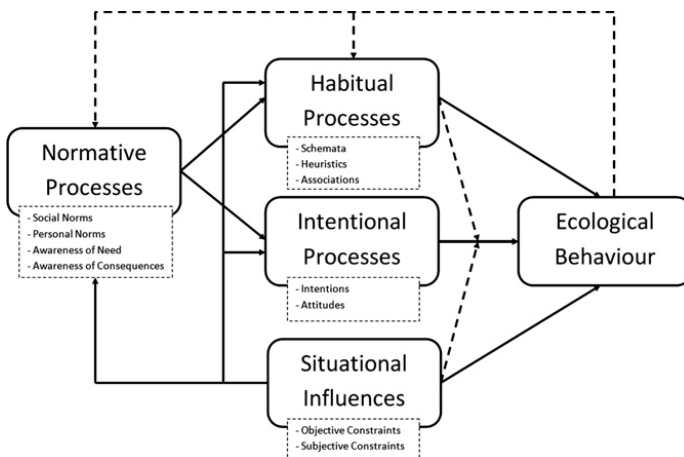 Habitual
Processes
- Schemata
- Heuristics
- Associations
Normative
Processes
- Social Norms
- Personal Norms
- Awareness of Need
- Awareness of Consequences
Intentional
Processes
- Intentions
- Attitudes
Ecological
Behaviour
Situational
Influences
- Objective Constraints
- Subjective Constraints